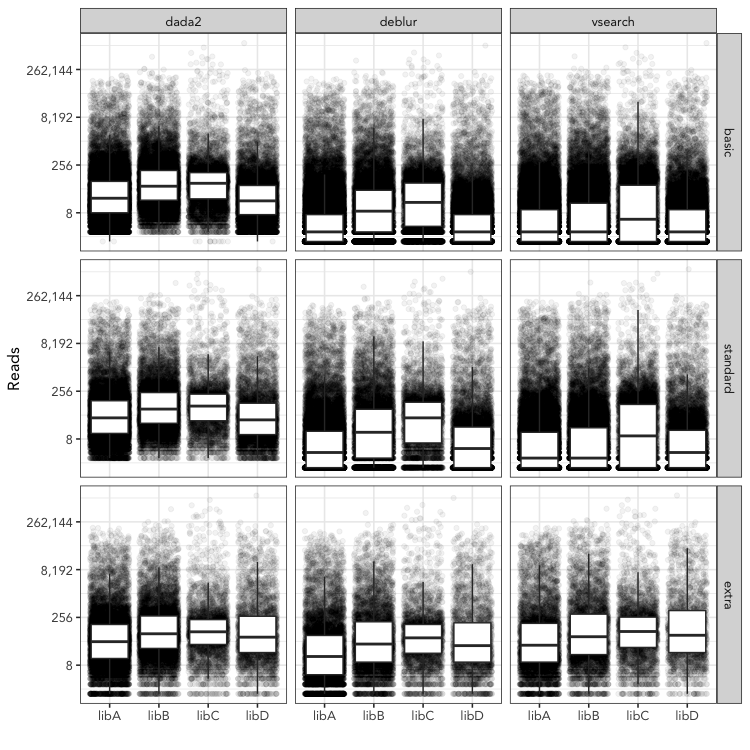 dada2 deblur vsearch
262,144
8,192
256
8
basic
262,144
8,192
256
8
standard
Reads
262,144
8,192
256
8
extra
libA libB libC libD libA libB libC libD libA libB libC libD